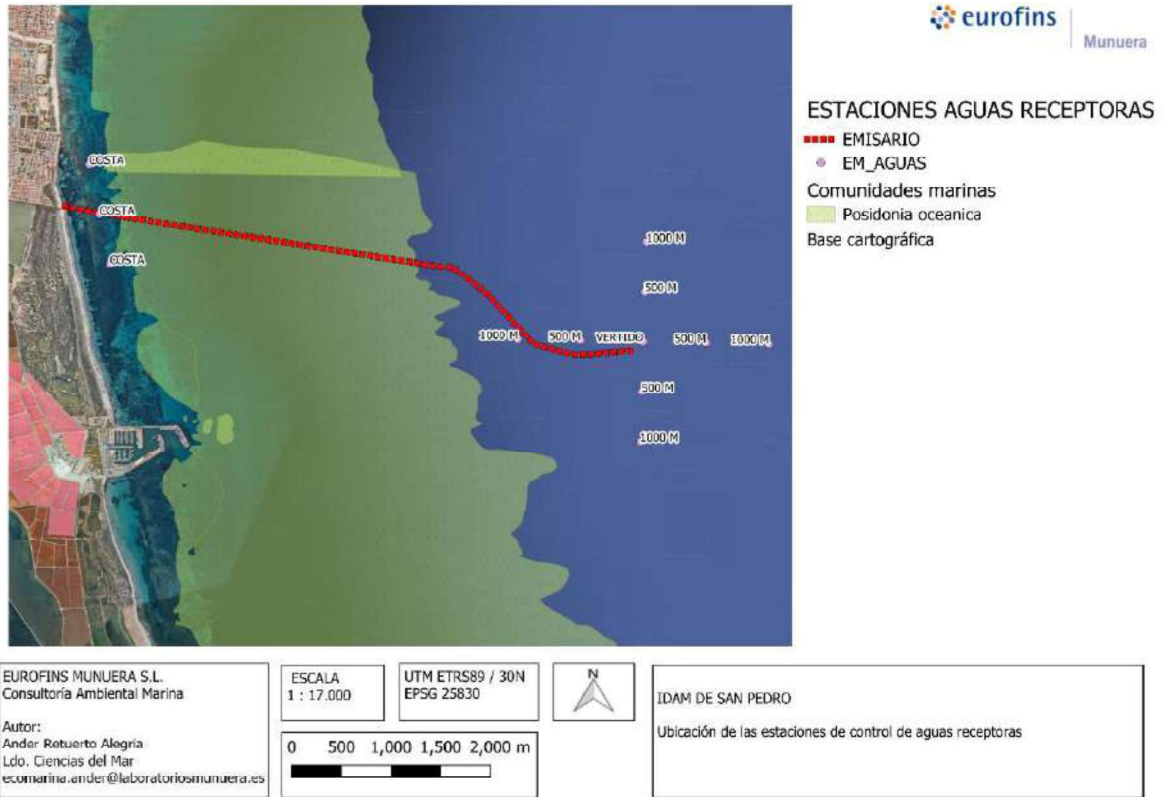 eurofins
Munuera
ESTACIONES AGUAS RECEPTORAS
EMISARIO
EM_AGUAS
Comunidades marinas
Posidonia oceanica
Base cartográfica
COSTA
COSTA
COSTA
1000 M
500 M
1000 M 500 M VERTIDO 500 M 1000 M
500 M
1000 M
EUROFINS MUNUERA S.L.
Consultoría Ambiental Marina
Autor:
Ander Retuerto Alegria
Ldo. Ciencias del Mar
ecomarina.ander@laboratoriosmunuera.es
ESCALA
1 : 17.000
UTM ETRS89 / 30N
EPSG 25830
0 500 1,000 1,500 2,000 m
N
IDAM DE SAN PEDRO
Ubicación de las estaciones de control de aguas receptoras